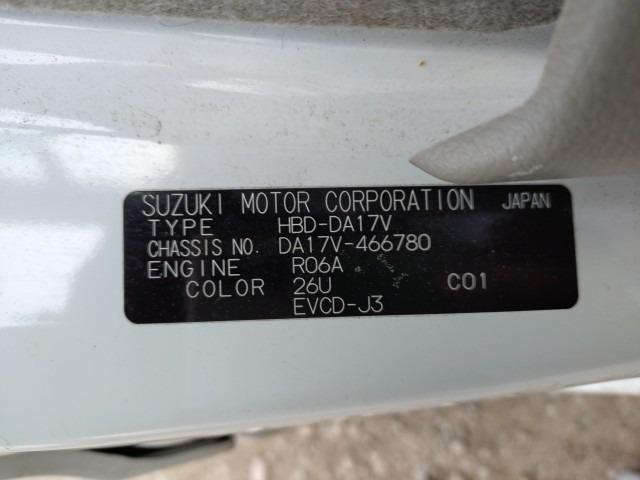 SUZUKI MOTOR CORPORATION JAPAN
TYPE HBD-DA17V
CHASSIS NO. DA17V-466780
ENGINE R06A
COLOR 26U C01
EVCD-J3